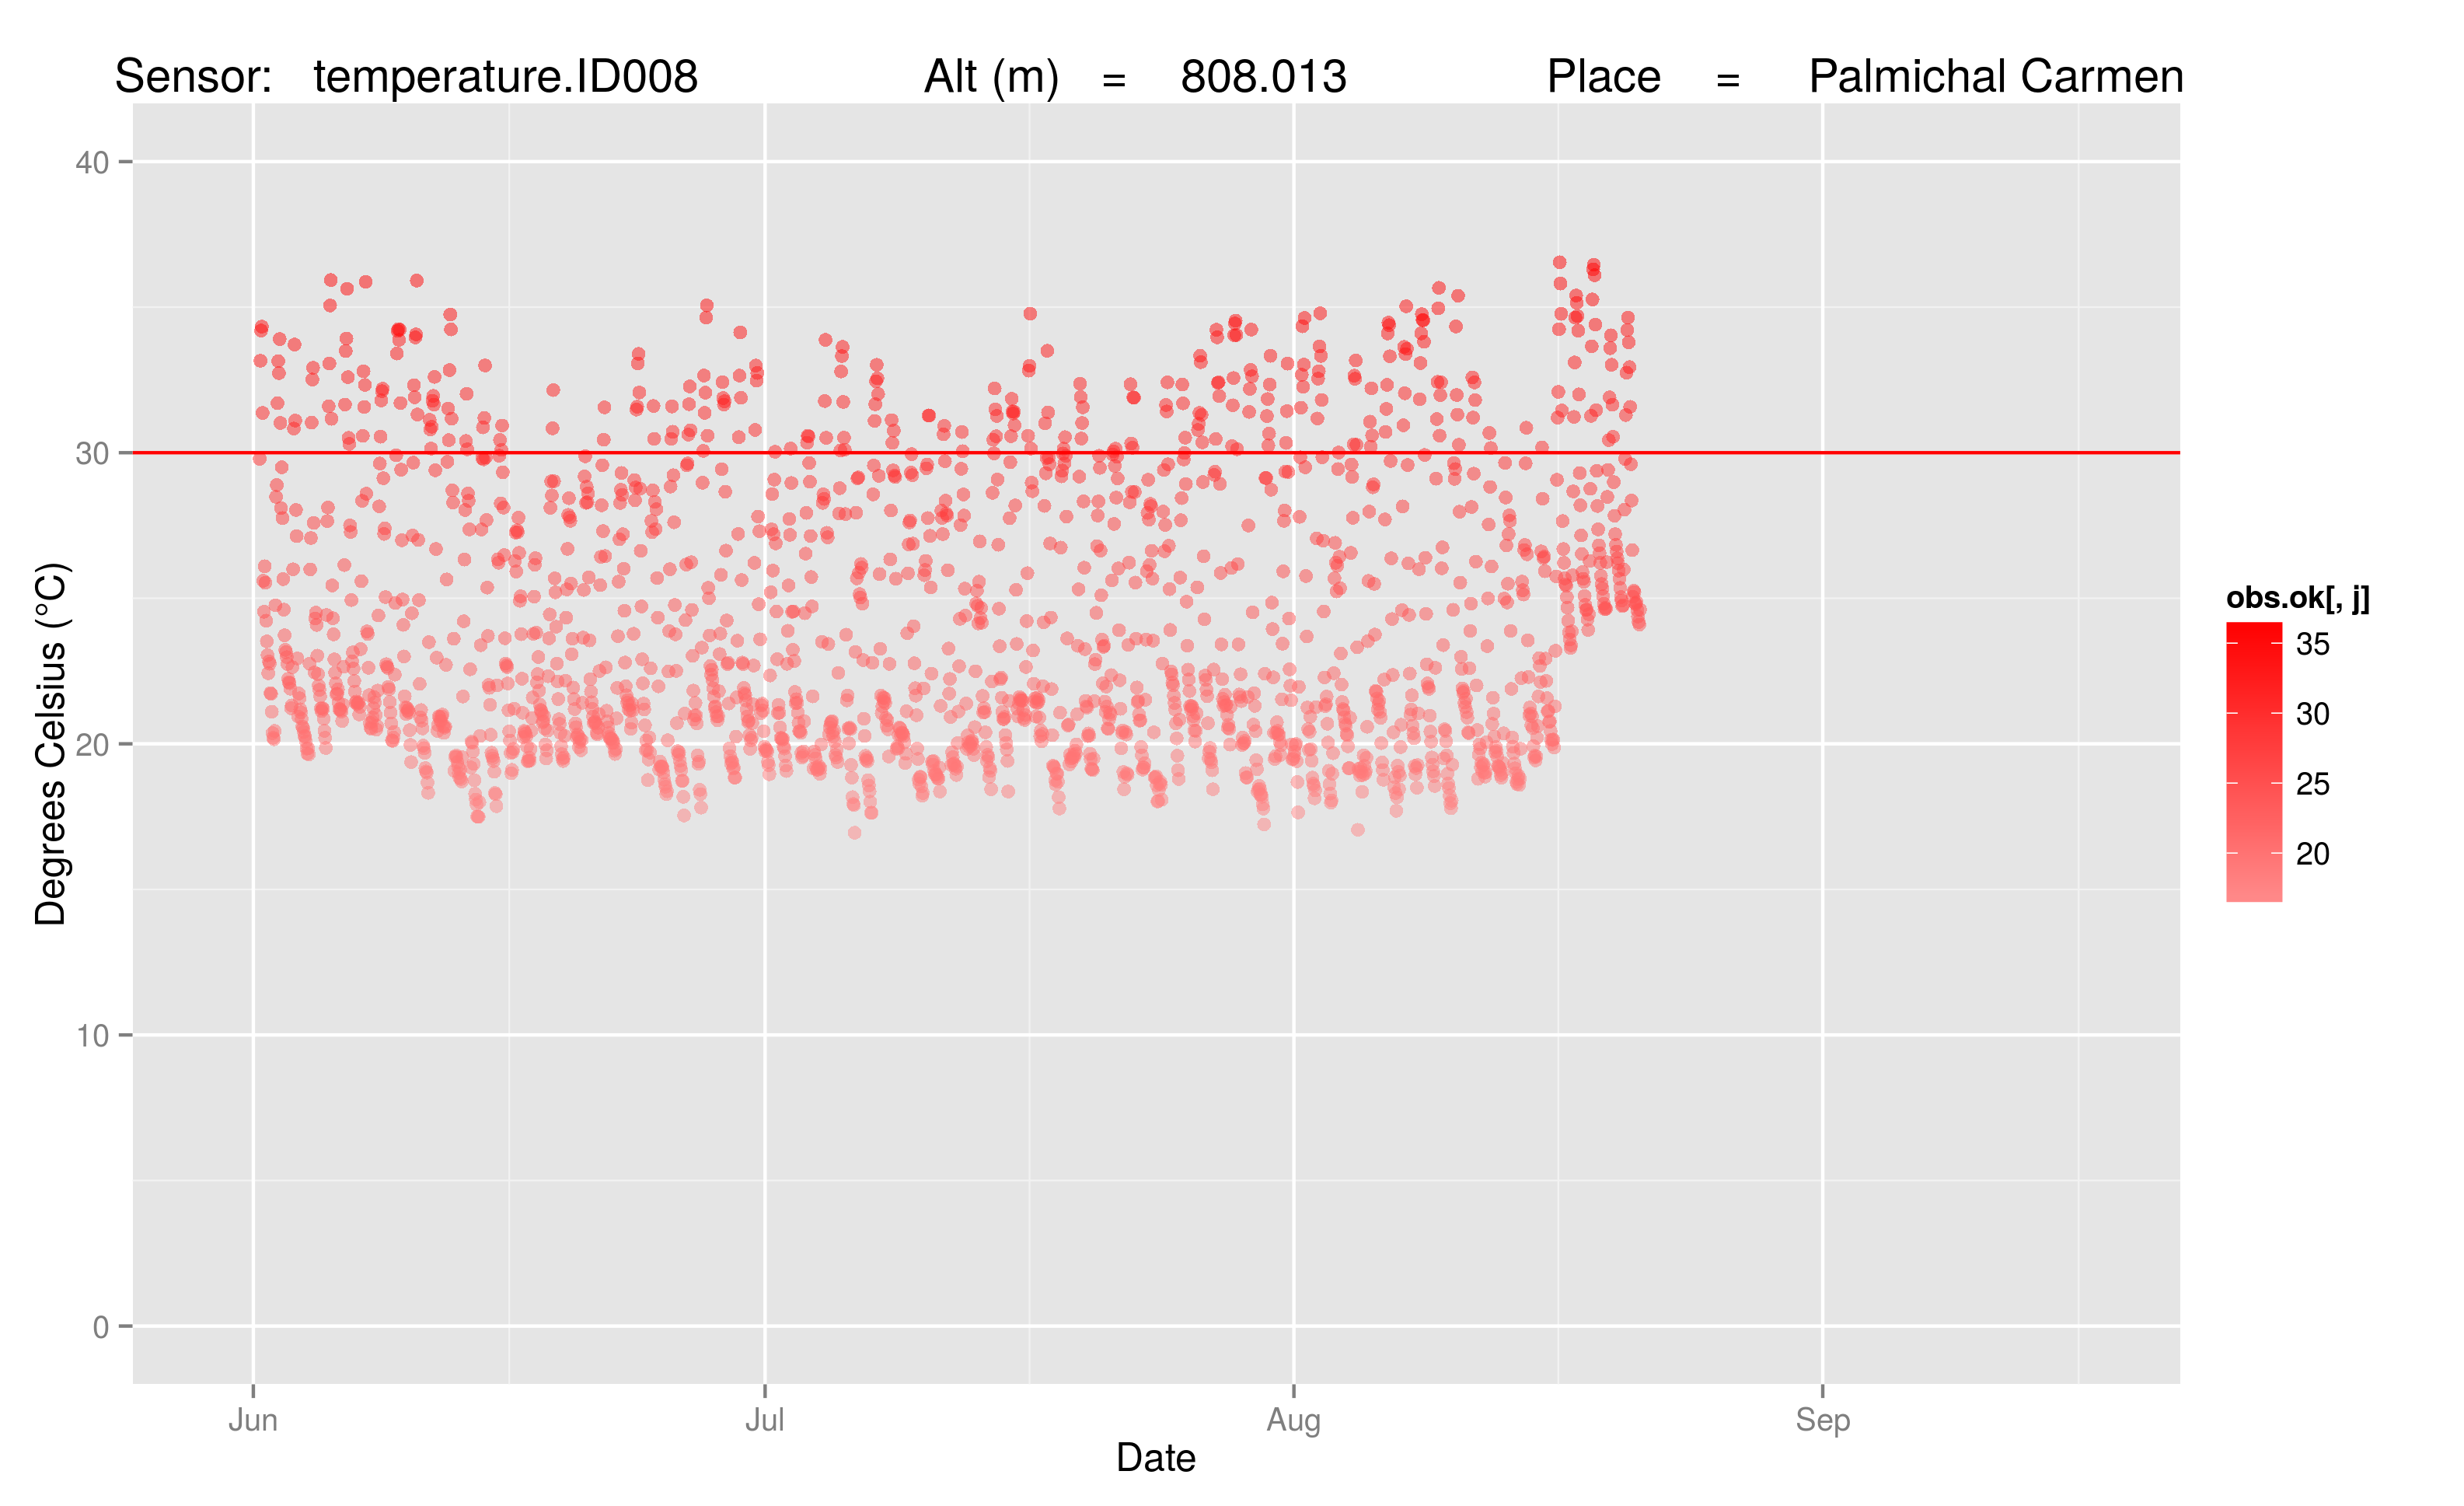 Sensor: temperature.ID008 Alt (m) = 808.013 Place = Palmichal Carmen
40
30
20
10
0
Degrees Celsius (°C)
Jun Jul Aug Sep
Date
obs.ok[, j]
35
30
25
20